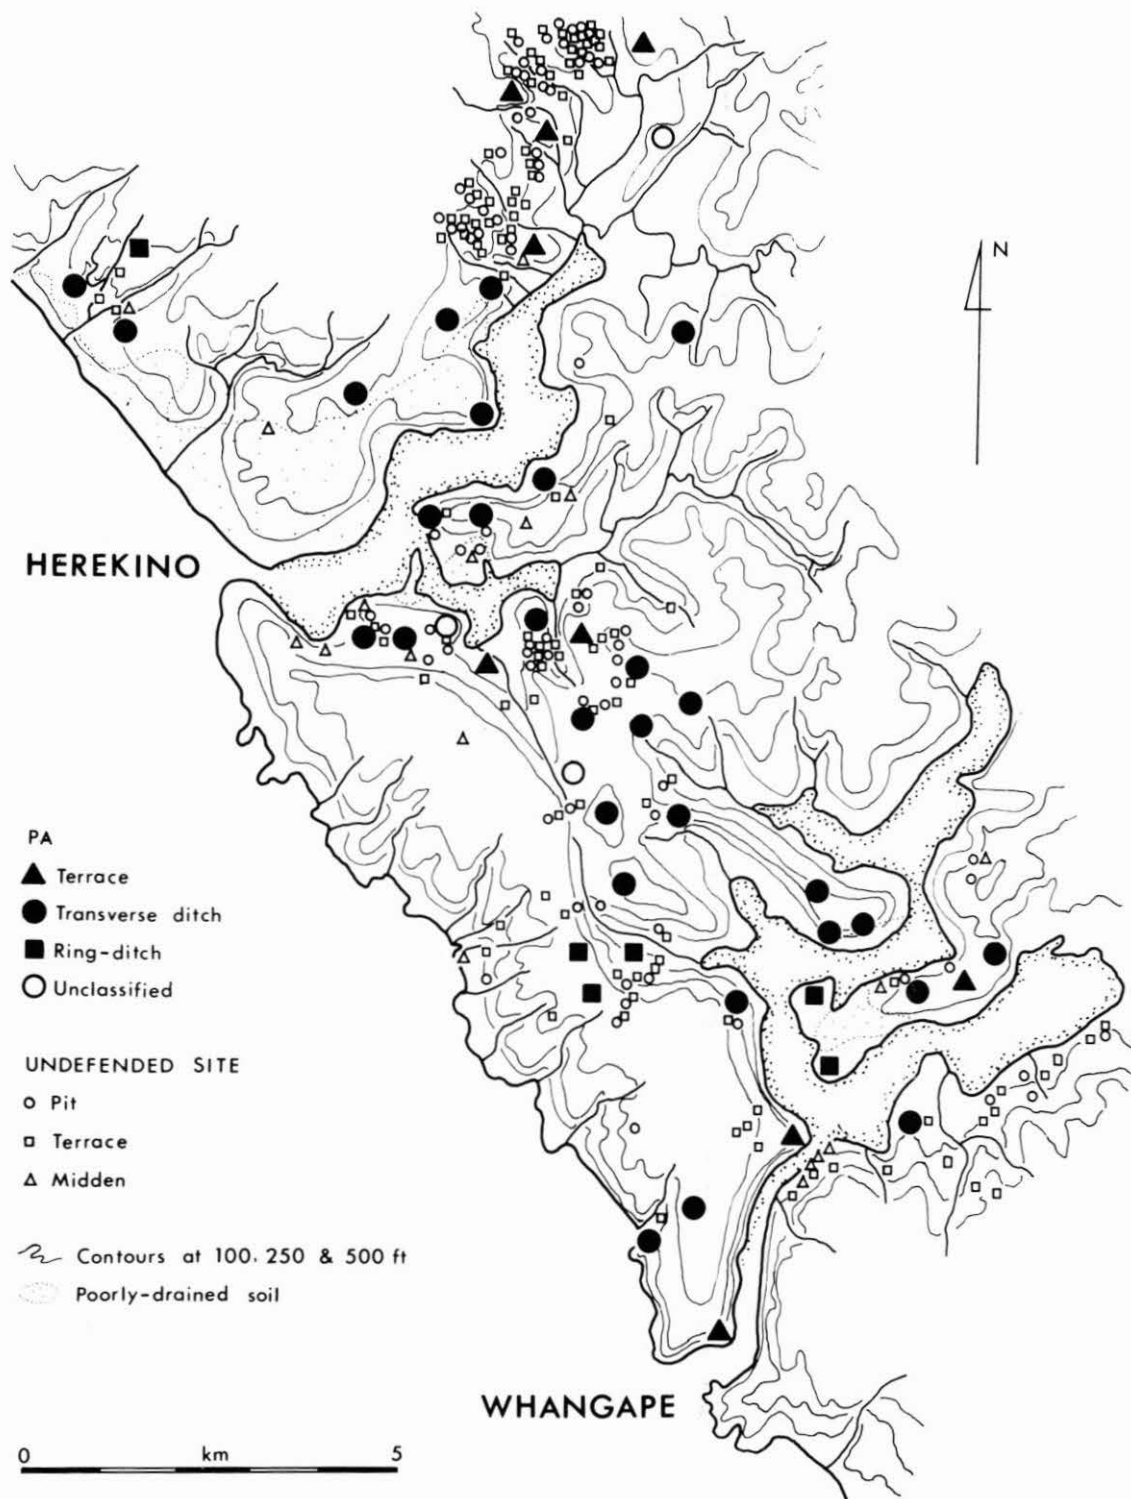 N
HEREKINO
PA
Terrace
Transverse ditch
Ring-ditch
Unclassified
UNDEFENDED SITE
Pit
Terrace
Midden
Contours at 100, 250 & 500 ft
Poorly-drained soil
WHANGAPE
0 km 5